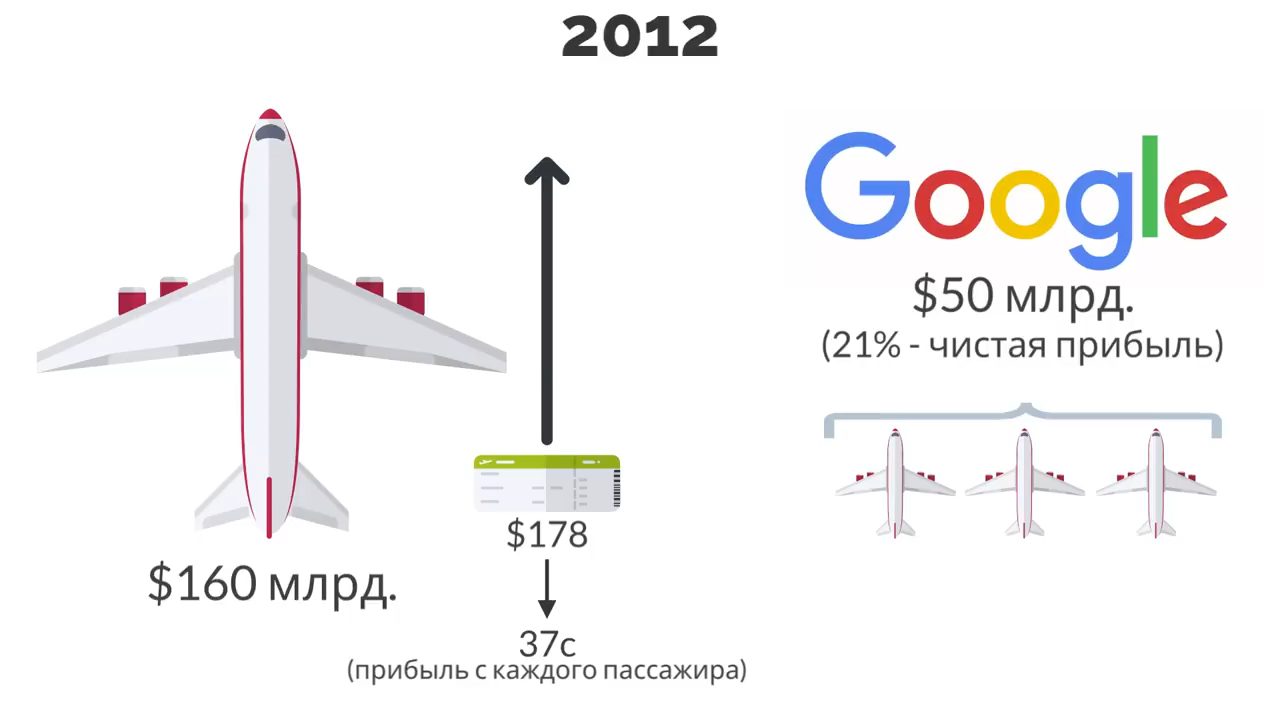 2012
$160 млрд.
$178
37c
(прибыль с каждого пассажира)
Google
$50 млрд.
(21% - чистая прибыль)